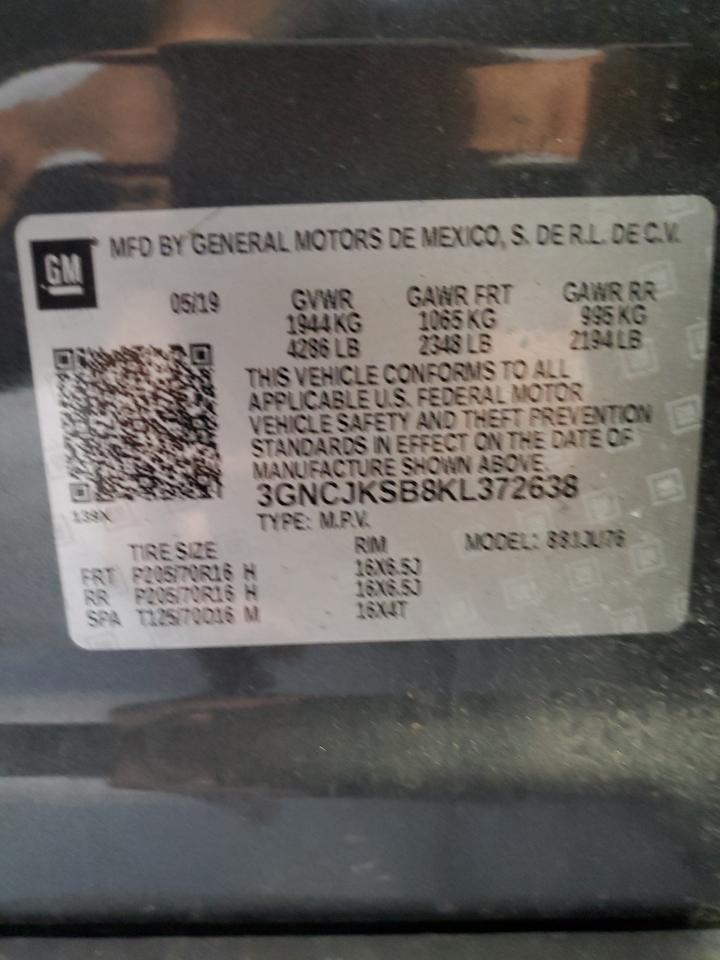 GM
MFD BY GENERAL MOTORS DE MEXICO, S. DE R.L. DE C.V.
05/19 GVWR GAWR FRT GAWR RR
1944 KG 1065 KG 995 KG
4286 LB 2348 LB 2194 LB
THIS VEHICLE CONFORMS TO ALL
APPLICABLE U.S. FEDERAL MOTOR
VEHICLE SAFETY AND THEFT PREVENTION
STANDARDS IN EFFECT ON THE DATE OF
MANUFACTURE SHOWN ABOVE.
3GNCJKSB8KL372638
139X
TYPE: M.P.V.
TIRE SIZE RIM MODEL: 881JU76
FRT P205/70R16 H 16X6.5J
RR P205/70R16 H 16X6.5J
SPA T125/70D16 M 16X4T